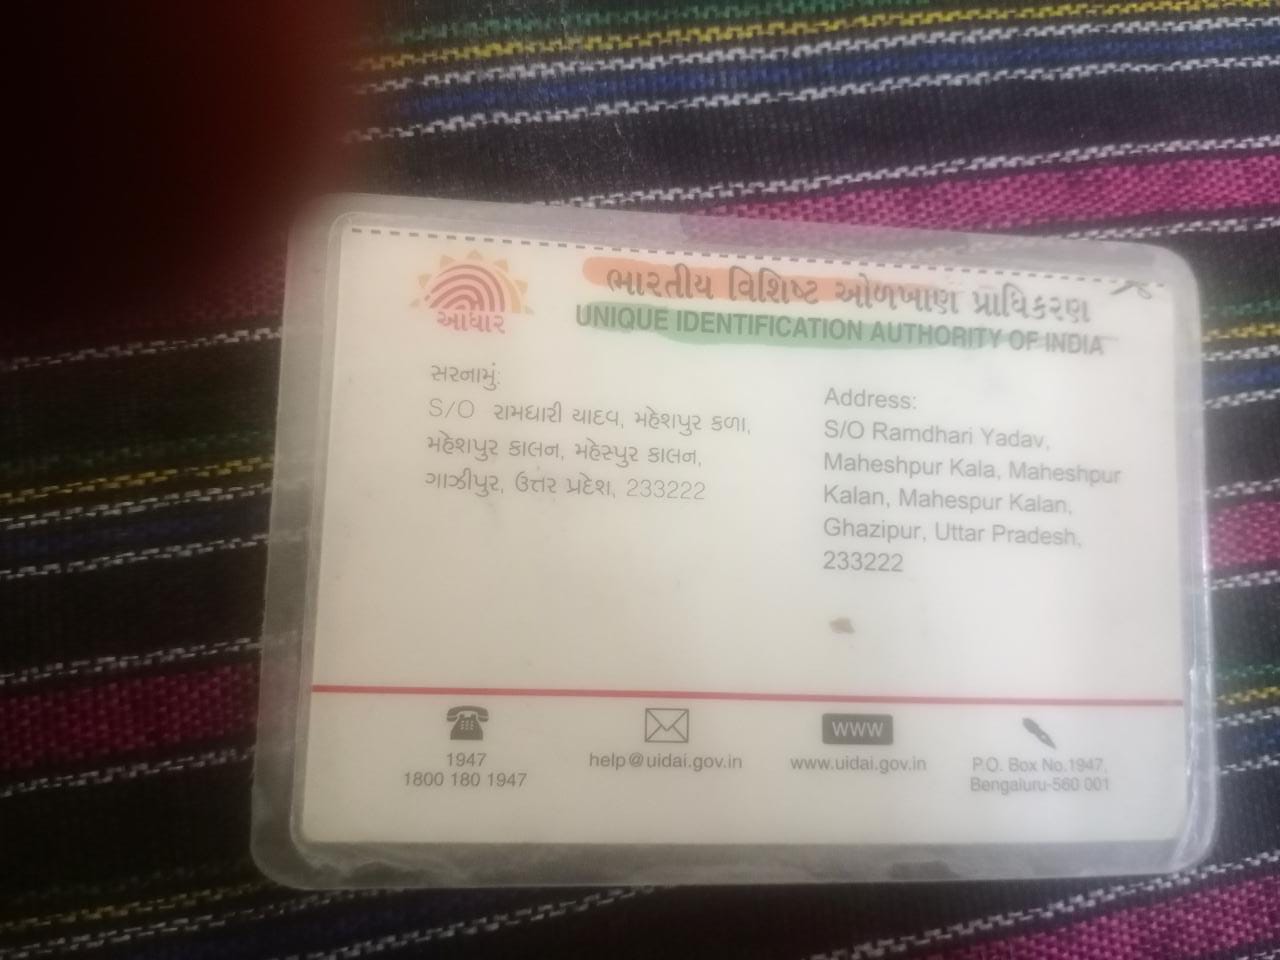 આધાર
ભારતીય વિશિષ્ટ ઓળખાણ પ્રાધિકરણ
UNIQUE IDENTIFICATION AUTHORITY OF INDIA
સરનામું:
S/O રામધારી યાદવ, મહેશપુર કળા,
મહેશપુર કાલન, મહેસ્પુર કાલન,
ગાઝીપુર, ઉત્તર પ્રદેશ, 233222
Address:
S/O Ramdhari Yadav,
Maheshpur Kala, Maheshpur
Kalan, Mahespur Kalan,
Ghazipur, Uttar Pradesh,
233222
1947
1800 180 1947
help@uidai.gov.in
WWW
www.uidai.gov.in
P.O. Box No.1947,
Bengaluru-560 001